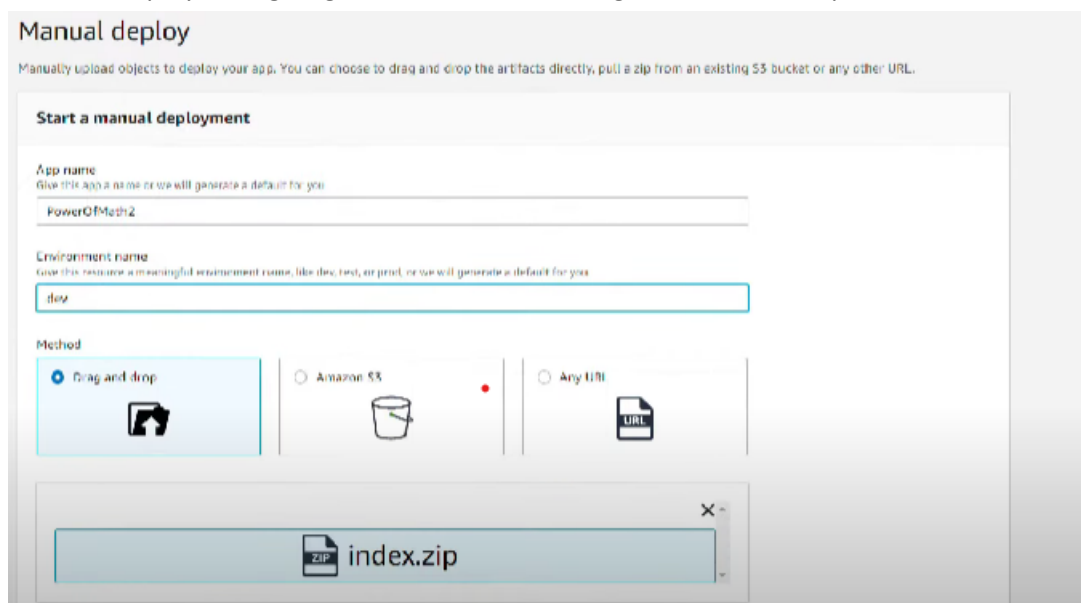 Manual deploy
Manually upload objects to deploy your app. You can choose to drag and drop the artifacts directly, pull a zip from an existing S3 bucket or any other URL.
Start a manual deployment
App name
Give this app a name or we will generate a default for you
PowerOfMath2
Environment name
Give this resource a meaningful environment name, like dev, test, or prod, or we will generate a default for you
dev
Method
Drag and drop
Amazon S3
Any URL
URL
ZIP index.zip